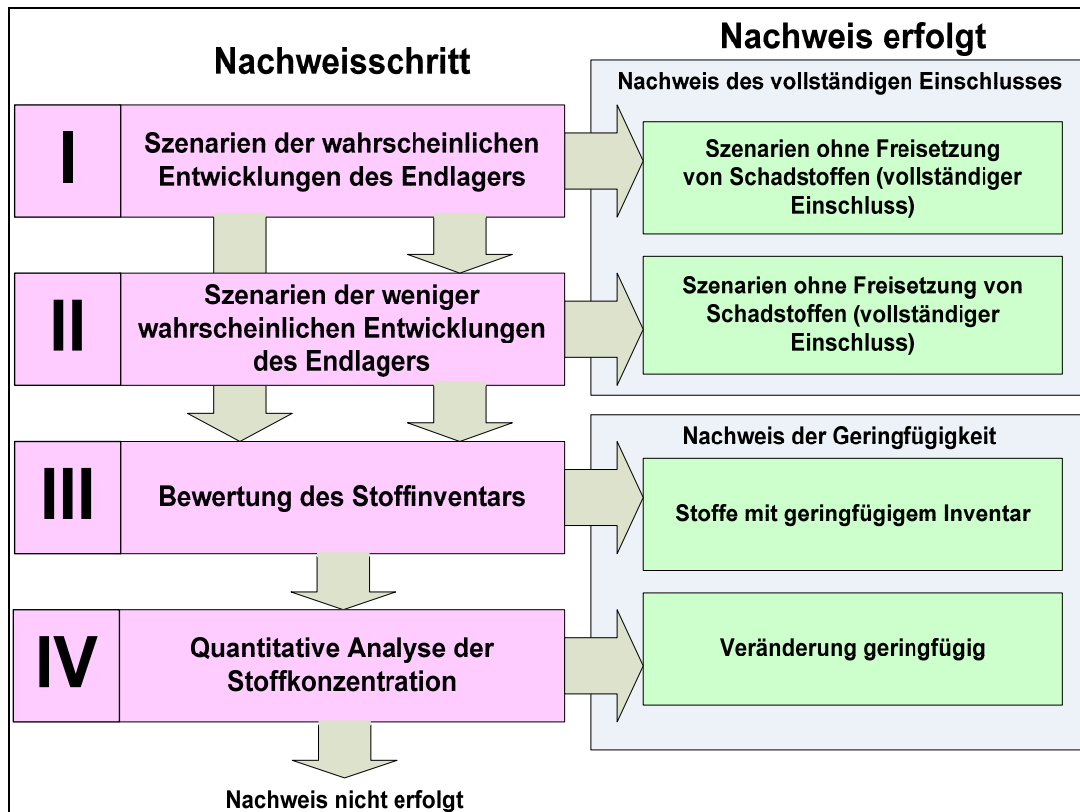 Nachweisschritt
Nachweis erfolgt
Nachweis des vollständigen Einschlusses
I
Szenarien der wahrscheinlichen
Entwicklungen des Endlagers
Szenarien ohne Freisetzung
von Schadstoffen (vollständiger
Einschluss)
II
Szenarien der weniger
wahrscheinlichen Entwicklungen
des Endlagers
Szenarien ohne Freisetzung von
Schadstoffen (vollständiger
Einschluss)
Nachweis der Geringfügigkeit
III
Bewertung des Stoffinventars
Stoffe mit geringfügigem Inventar
IV
Quantitative Analyse der
Stoffkonzentration
Veränderung geringfügig
Nachweis nicht erfolgt